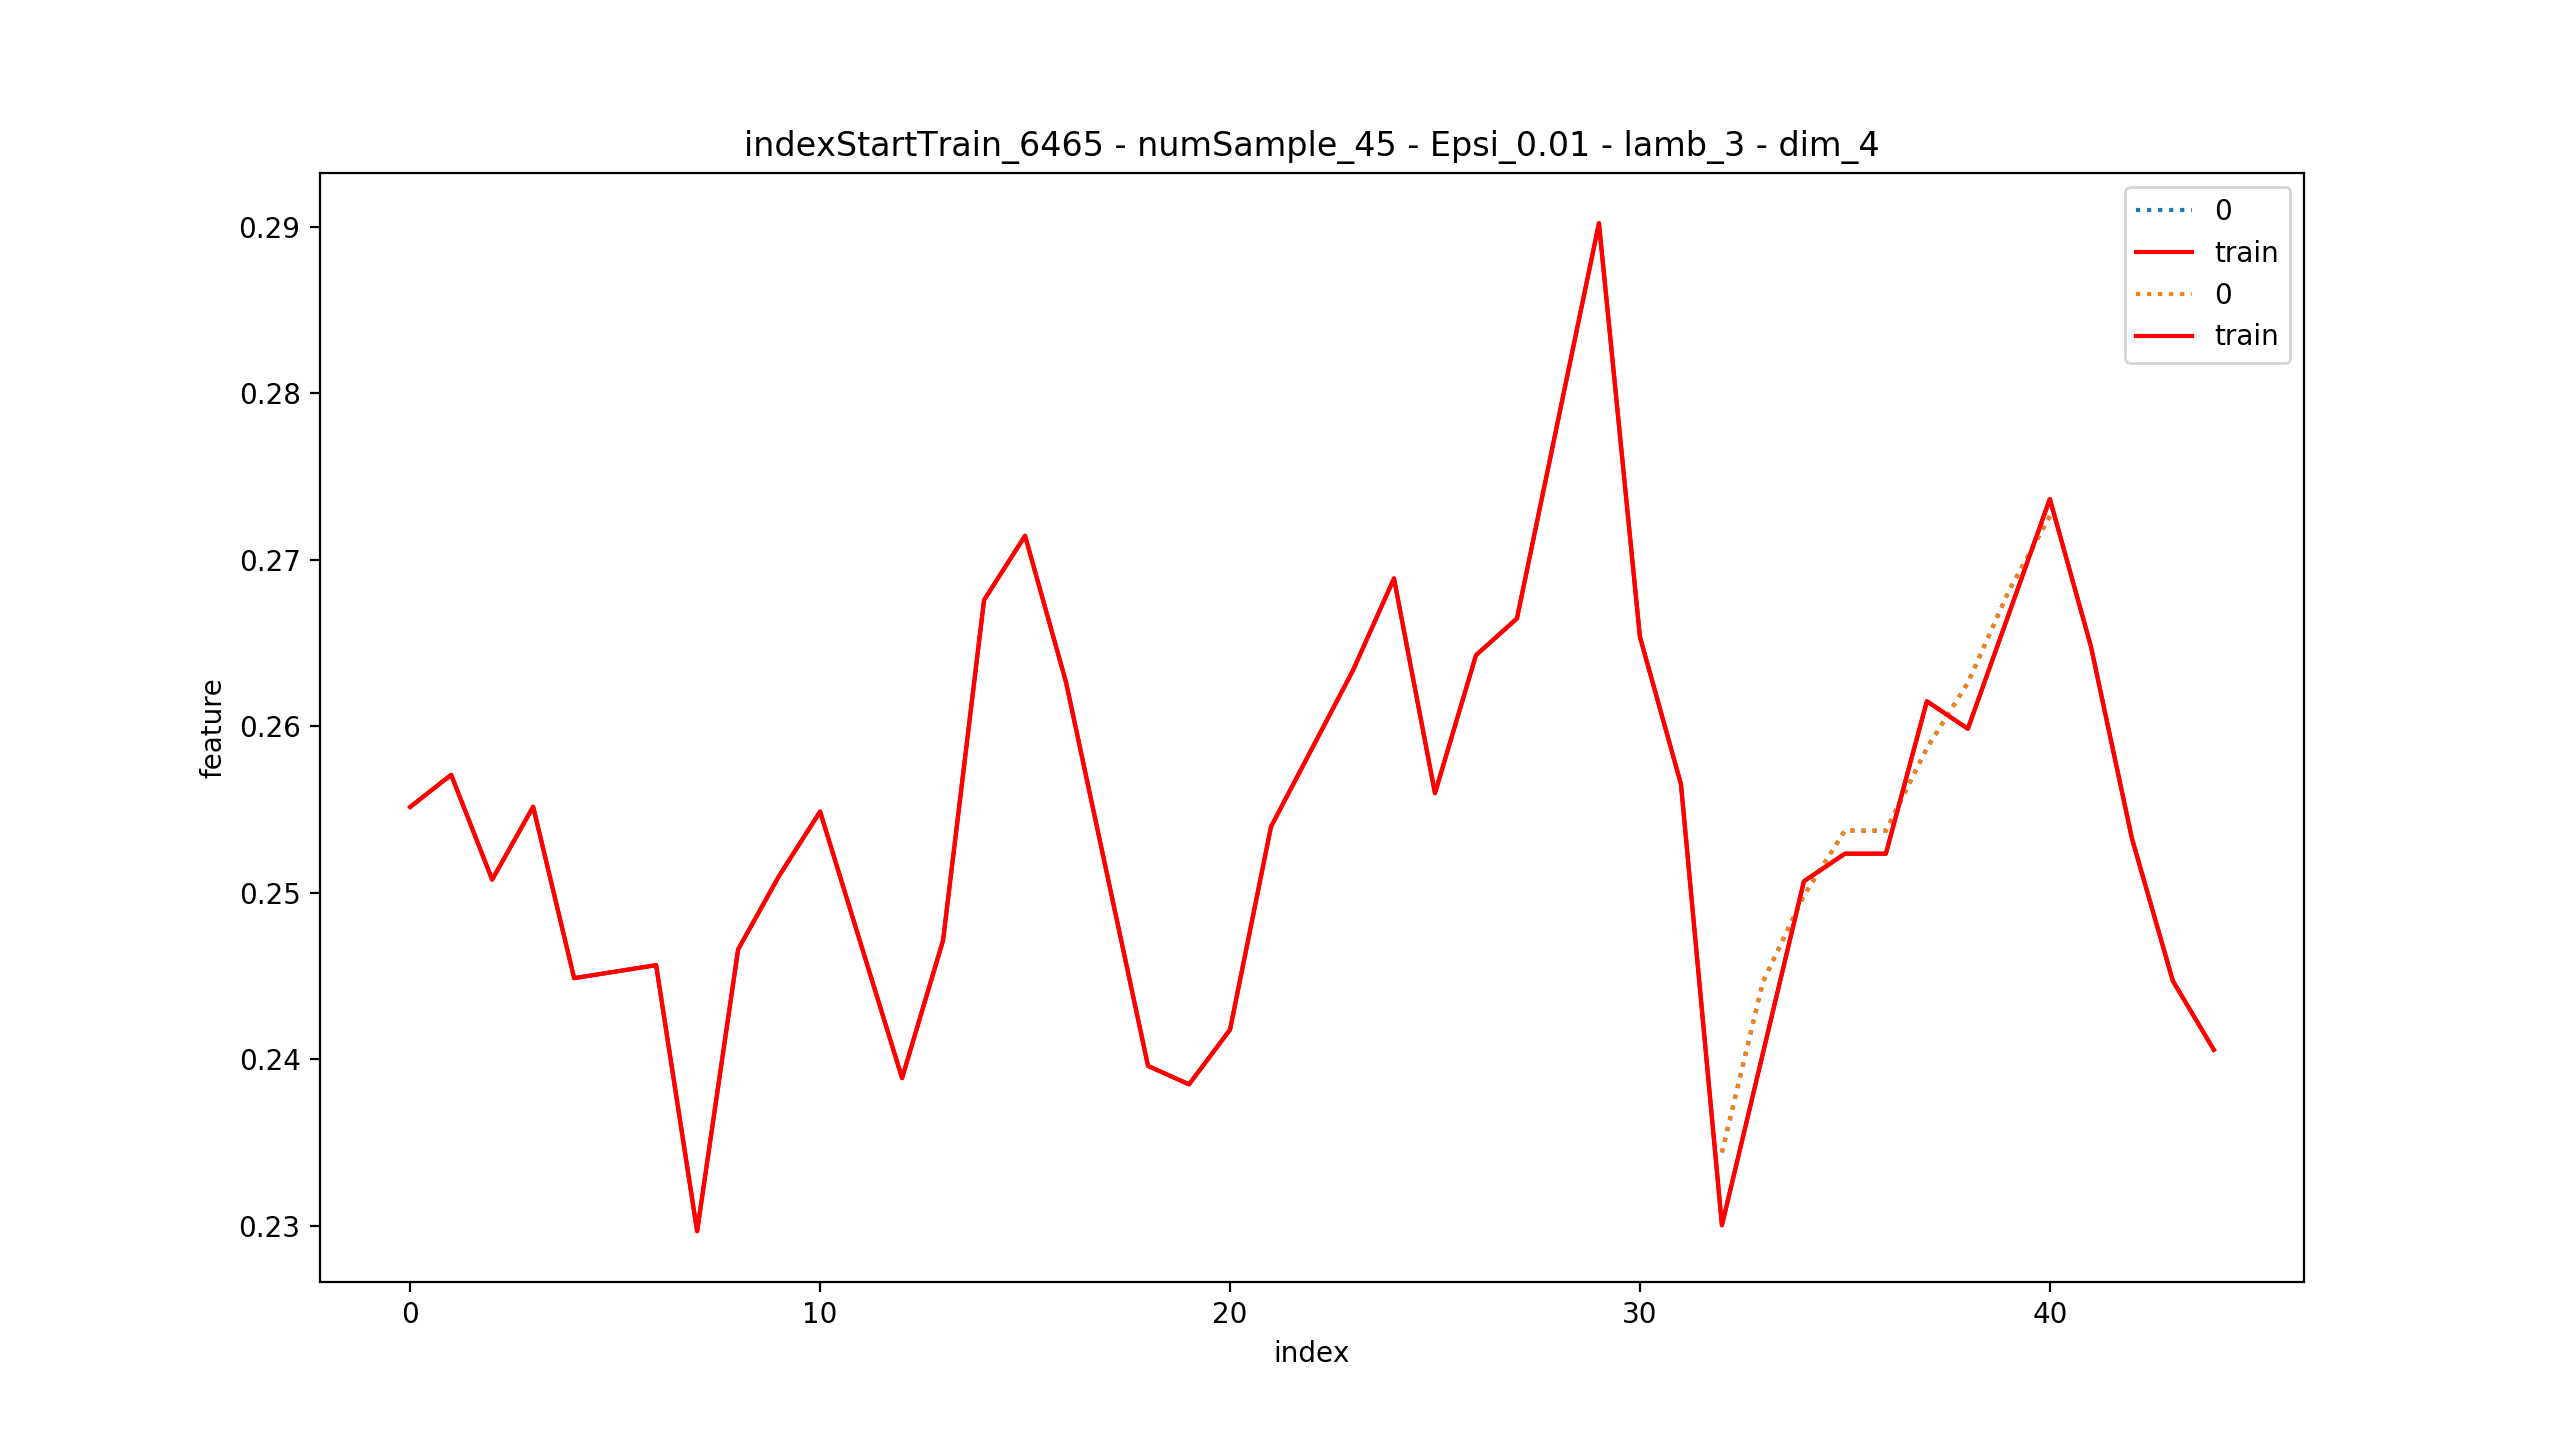 indexStartTrain_6465 - numSample_45 - Epsi_0.01 - lamb_3 - dim_4
0
train
0
train
0.29
0.28
0.27
0.26
0.25
0.24
0.23
feature
0 10 20 30 40
index